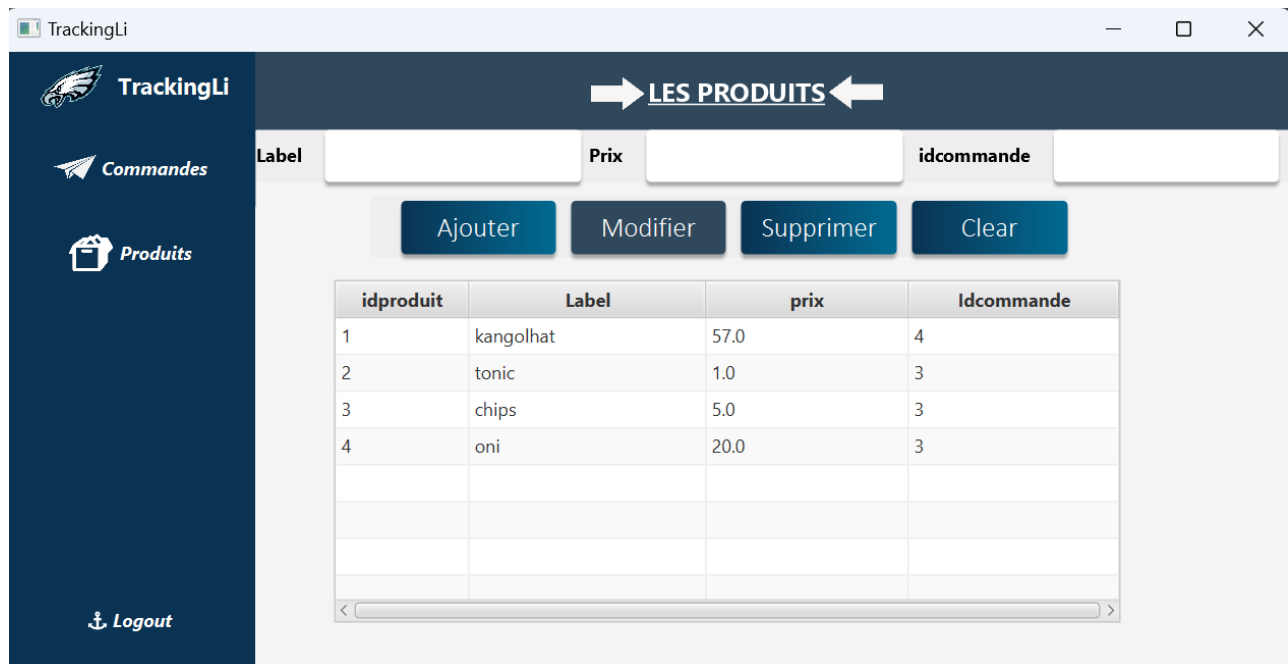 TrackingLi
TrackingLi
LES PRODUITS
Commandes
Label Prix idcommande
Ajouter Modifier Supprimer Clear
Produits
idproduit Label prix Idcommande
1 kangolhat 57.0 4
2 tonic 1.0 3
3 chips 5.0 3
4 oni 20.0 3
Logout